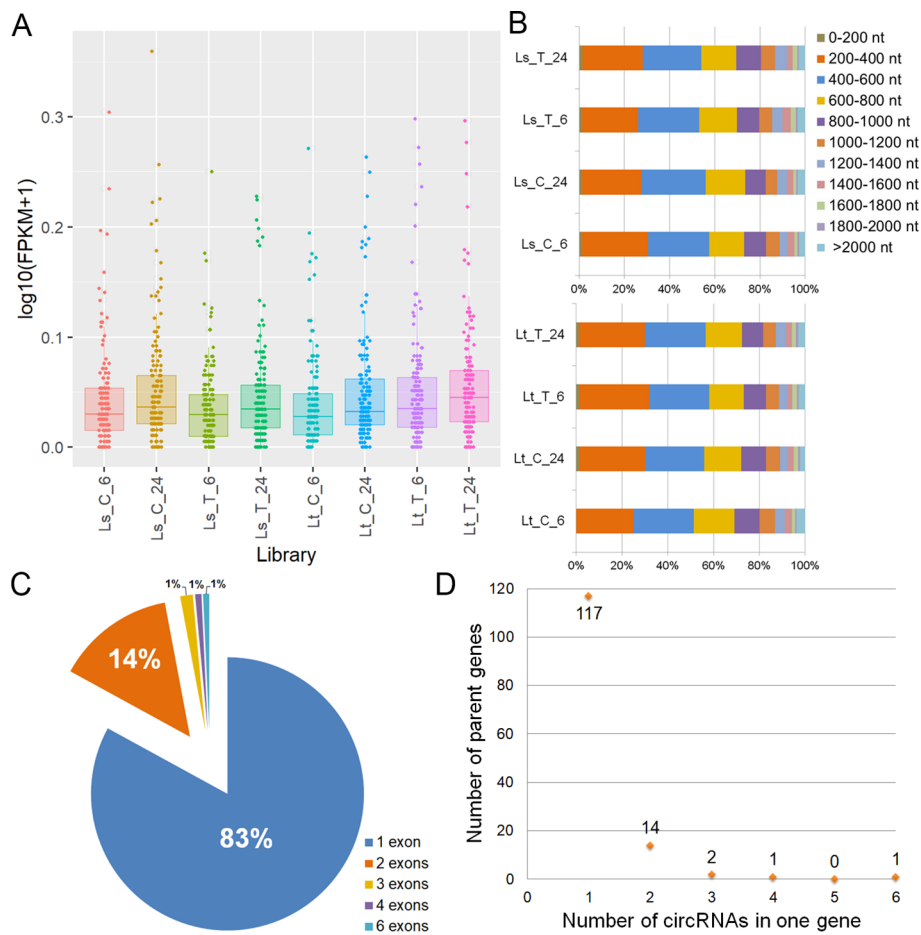 A
log10(FPKM+1)
0.3
0.2
0.1
0.0
Ls_C_6
Ls_C_24
Ls_T_6
Ls_T_24
Lt_C_6
Lt_C_24
Lt_T_6
Lt_T_24
Library
B
Ls_T_24
Ls_T_6
Ls_C_24
Ls_C_6
0% 20% 40% 60% 80% 100%
0-200 nt
200-400 nt
400-600 nt
600-800 nt
800-1000 nt
1000-1200 nt
1200-1400 nt
1400-1600 nt
1600-1800 nt
1800-2000 nt
>2000 nt
Lt_T_24
Lt_T_6
Lt_C_24
Lt_C_6
0% 20% 40% 60% 80% 100%
C
1% 1% 1%
14%
83%
1 exon
2 exons
3 exons
4 exons
6 exons
D
Number of parent genes
120
100
80
60
40
20
0
117
14
2
1
0
1
0 1 2 3 4 5 6
Number of circRNAs in one gene